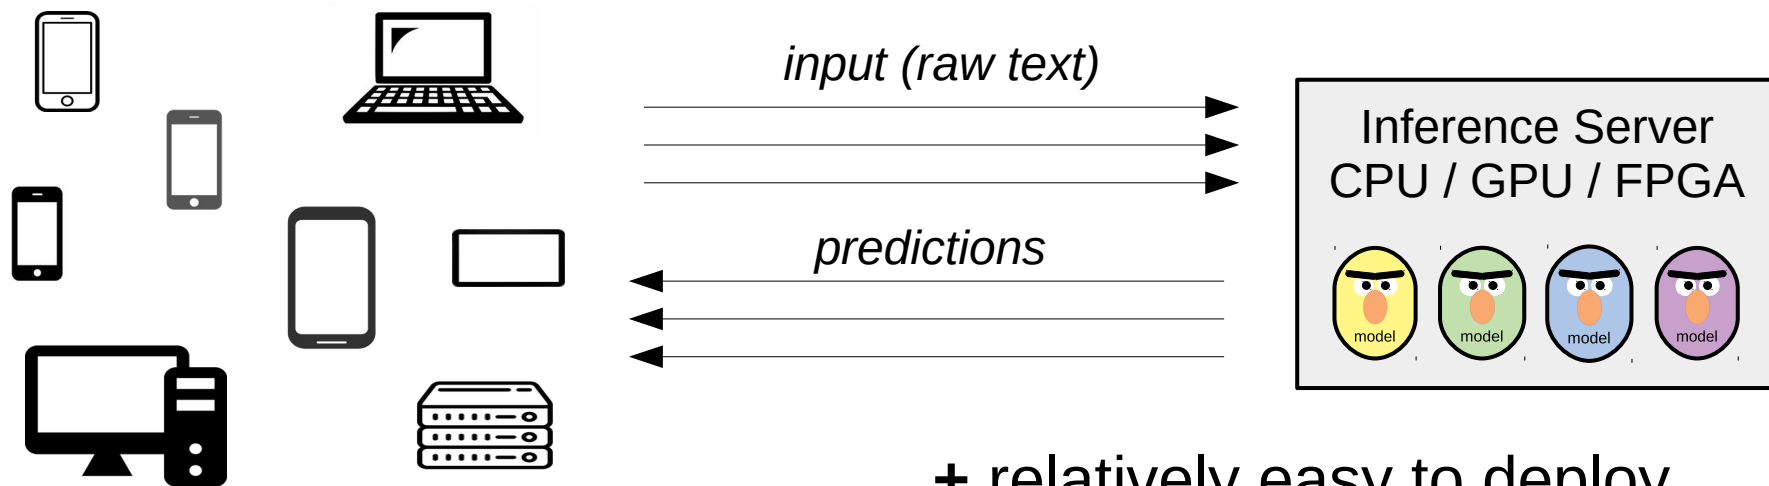 input (raw text)
Inference Server
CPU / GPU / FPGA
predictions
model model model model
+ relatively easy to deploy